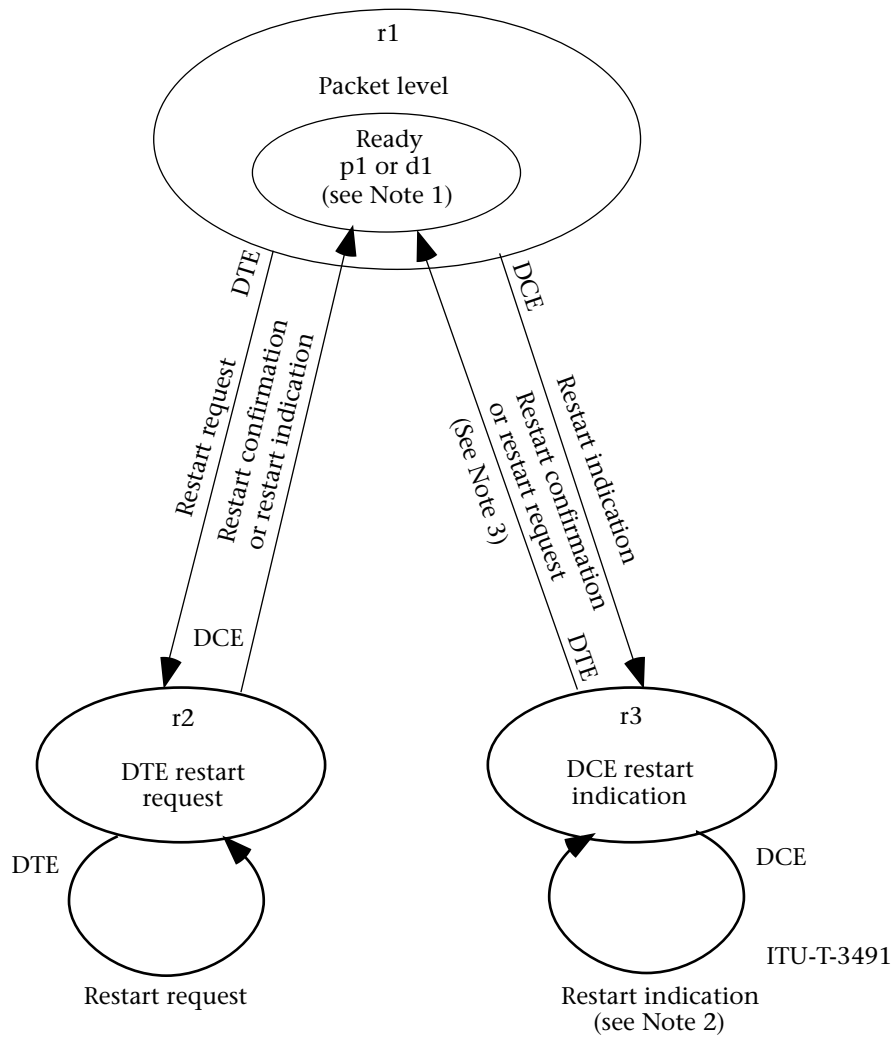 r1
Packet level
Ready
p1 or d1
(see Note 1)
DTE
Restart request
Restart confirmation
or restart indication
DCE
DCE
Restart indication
Restart confirmation
or restart request
(See Note 3)
DTE
r2
DTE restart
request
r3
DCE restart
indication
DTE
Restart request
DCE
ITU-T-3491
Restart indication
(see Note 2)